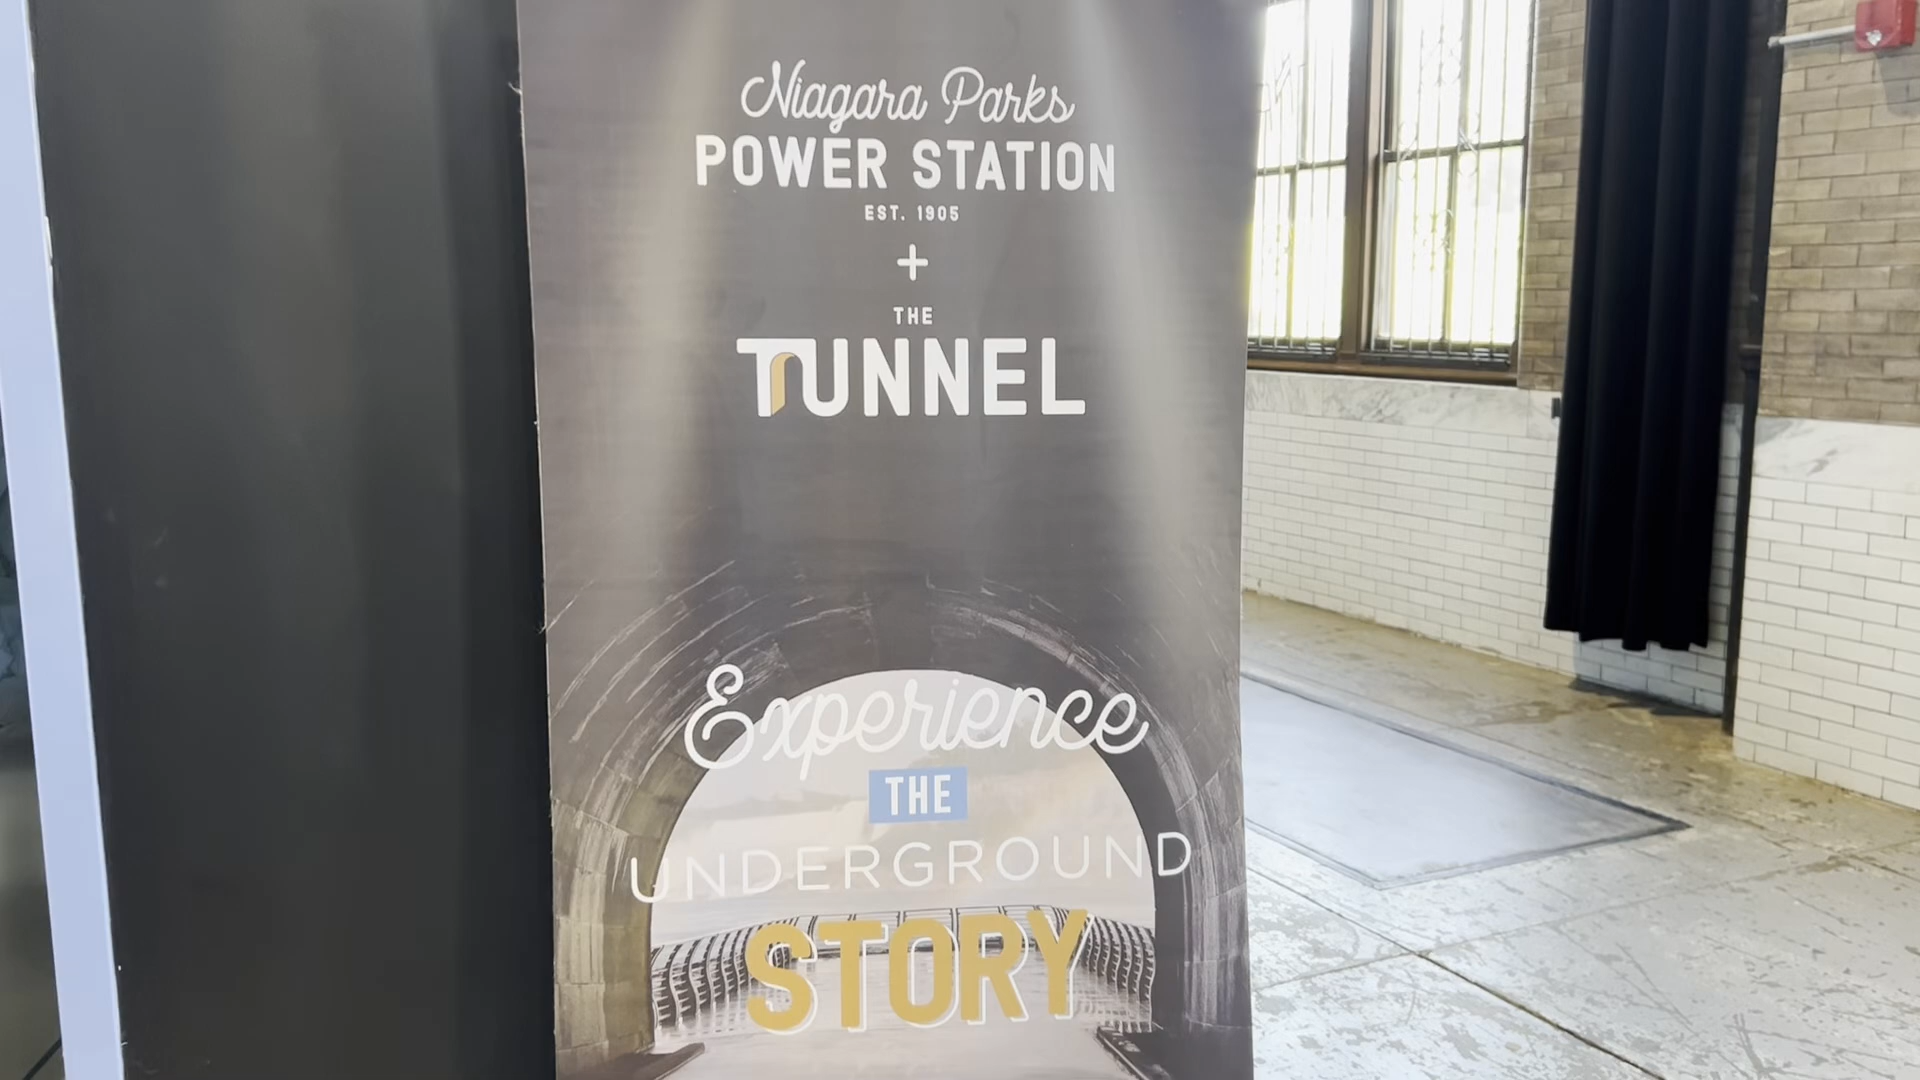 Niagara Parks
POWER STATION
EST. 1905
+
THE
TUNNEL
Experience
THE
UNDERGROUND
STORY